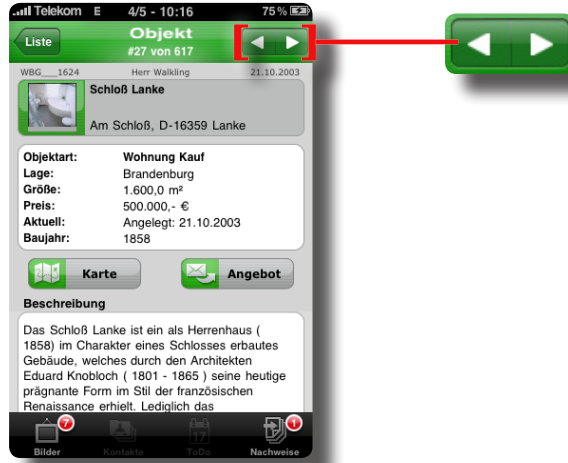 Telekom E 4/5 - 10:16 75 %
Liste
Objekt
#27 von 617
WBG___1624 Herr Walkling 21.10.2003
Schloß Lanke
Am Schloß, D-16359 Lanke
Objektart: Wohnung Kauf
Lage: Brandenburg
Größe: 1.600,0 m²
Preis: 500.000,- €
Aktuell: Angelegt: 21.10.2003
Baujahr: 1858
Karte Angebot
Beschreibung
Das Schloß Lanke ist ein als Herrenhaus (
1858) im Charakter eines Schlosses erbautes
Gebäude, welches durch den Architekten
Eduard Knobloch ( 1801 - 1865 ) seine heutige
prägnante Form im Stil der französischen
Renaissance erhielt. Lediglich das
7 17 1
Bilder Kontakte ToDo Nachweise